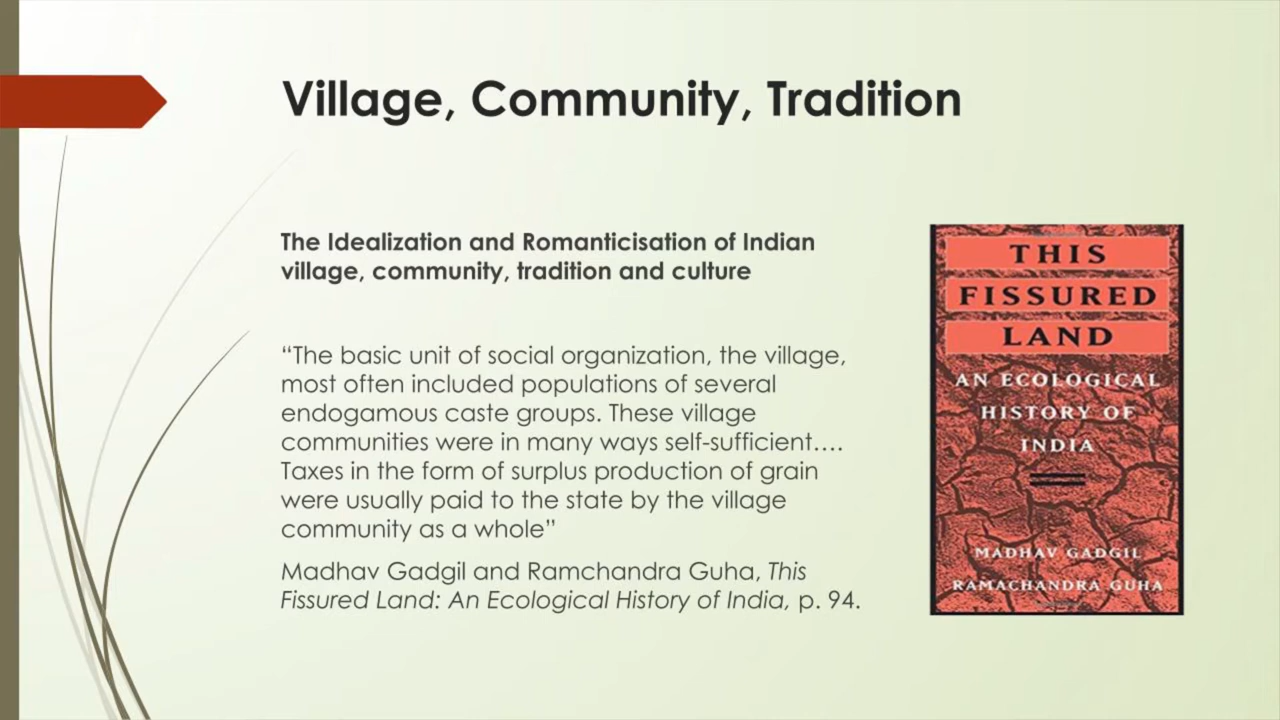 Village, Community, Tradition
The Idealization and Romanticisation of Indian
village, community, tradition and culture
“The basic unit of social organization, the village,
most often included populations of several
endogamous caste groups. These village
communities were in many ways self-sufficient….
Taxes in the form of surplus production of grain
were usually paid to the state by the village
community as a whole”
Madhav Gadgil and Ramchandra Guha, This
Fissured Land: An Ecological History of India, p. 94.
THIS
FISSURED
LAND
AN ECOLOGICAL
HISTORY OF
INDIA
MADHAV GADGIL
RAMACHANDRA GUHA